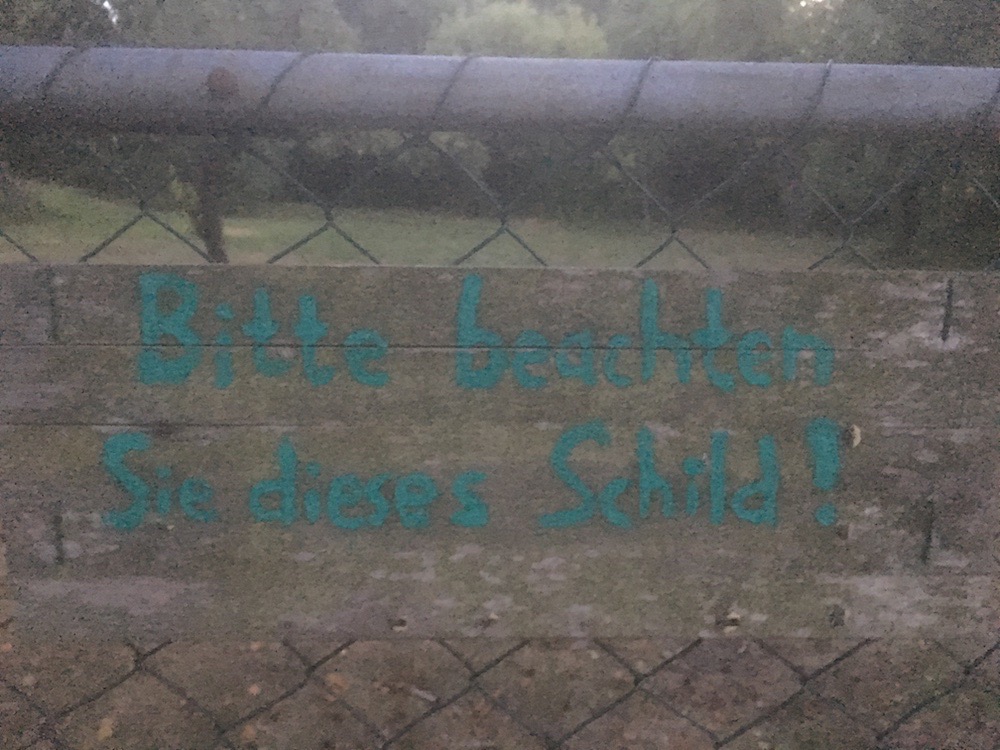 Bitte beachten
Sie dieses Schild!